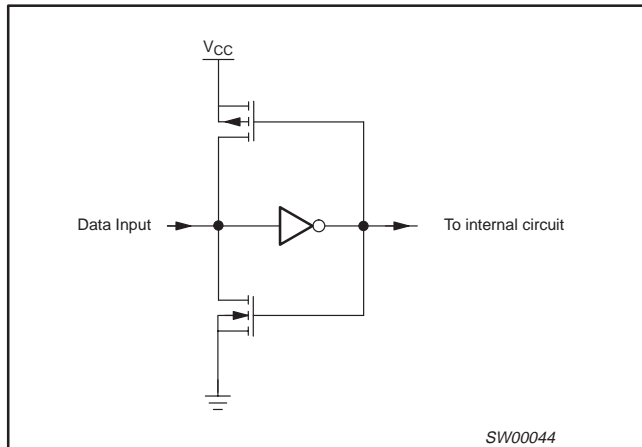 VCC
Data Input
To internal circuit
SW00044